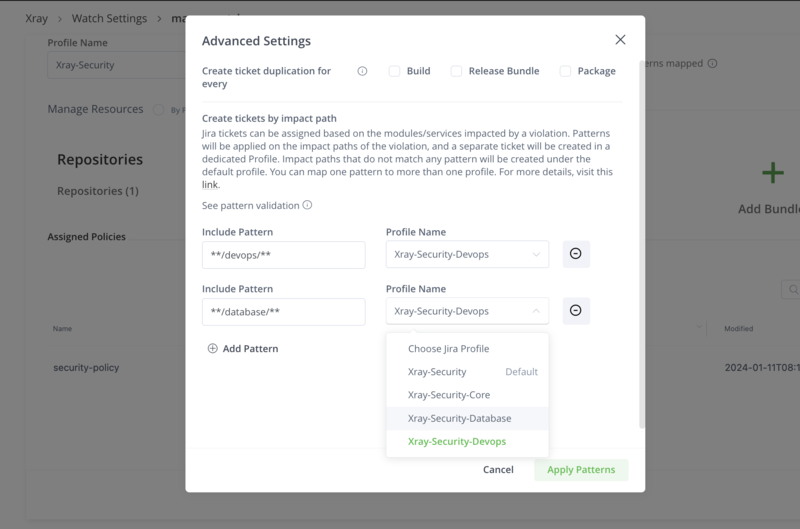 Xray > Watch Settings >
Profile Name
Xray-Security
Manage Resources
Repositories
Repositories (1)
Assigned Policies
Name
security-policy
mapped
Modified
2024-01-11T08:1
Advanced Settings
Create ticket duplication for
every
Build
Release Bundle
Package
Create tickets by impact path
Jira tickets can be assigned based on the modules/services impacted by a violation. Patterns
will be applied on the impact paths of the violation, and a separate ticket will be created in a
dedicated Profile. Impact paths that do not match any pattern will be created under the
default profile. You can map one pattern to more than one profile. For more details, visit this
link.
See pattern validation
Include Pattern
Profile Name
**/devops/**
Xray-Security-Devops
Include Pattern
Profile Name
**/database/**
Xray-Security-Devops
Add Pattern
Choose Jira Profile
Xray-Security Default
Xray-Security-Core
Xray-Security-Database
Xray-Security-Devops
Cancel
Apply Patterns
Add Bundle